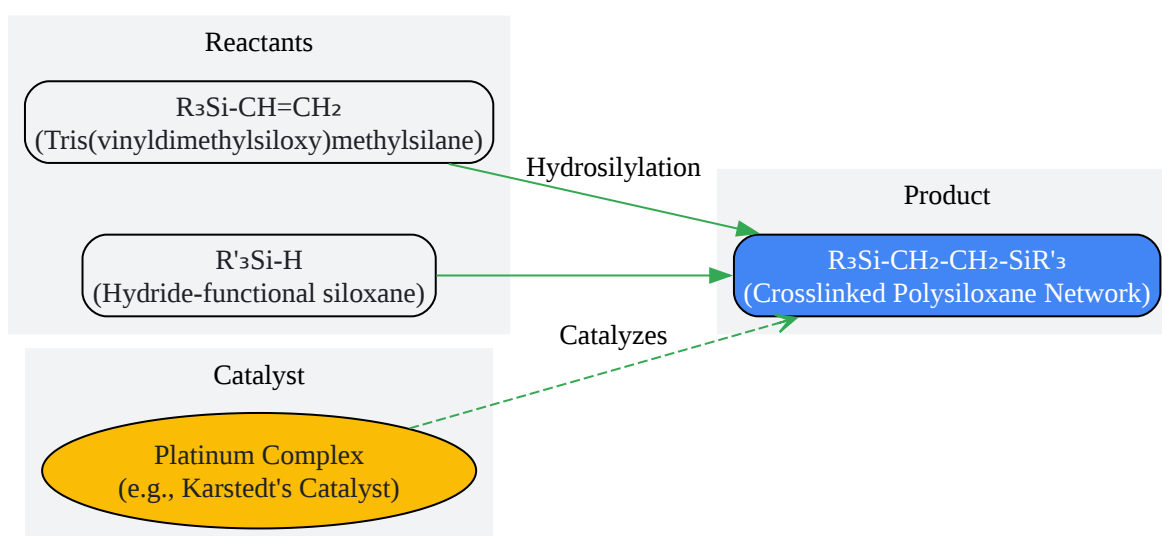 Reactants
R₃Si-CH=CH₂
(Tris(vinyldimethylsiloxy)methylsilane)
Hydrosilylation
Product
R'₃Si-H
(Hydride-functional siloxane)
R₃Si-CH₂-CH₂-SiR'₃
(Crosslinked Polysiloxane Network)
Catalyzes
Catalyst
Platinum Complex
(e.g., Karstedt's Catalyst)